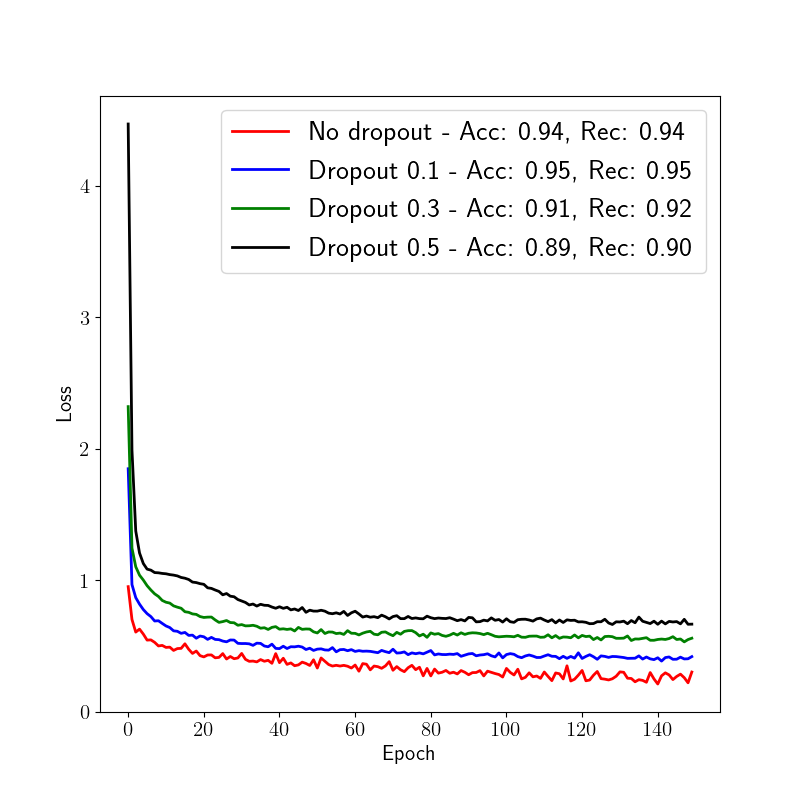 No dropout - Acc: 0.94, Rec: 0.94
Dropout 0.1 - Acc: 0.95, Rec: 0.95
Dropout 0.3 - Acc: 0.91, Rec: 0.92
Dropout 0.5 - Acc: 0.89, Rec: 0.90
4
3
2
1
0
Loss
0 20 40 60 80 100 120 140
Epoch